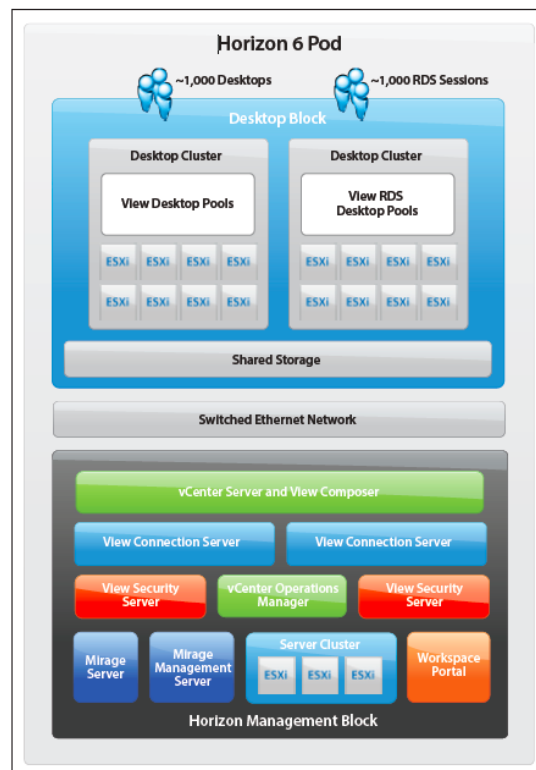 Horizon 6 Pod
~1,000 Desktops
~1,000 RDS Sessions
Desktop Block
Desktop Cluster
View Desktop Pools
ESXi ESXi ESXi ESXi
ESXi ESXi ESXi ESXi
Desktop Cluster
View RDS
Desktop Pools
ESXi ESXi ESXi ESXi
ESXi ESXi ESXi ESXi
Shared Storage
Switched Ethernet Network
vCenter Server and View Composer
View Connection Server
View Connection Server
View Security
Server
vCenter Operations
Manager
View Security
Server
Mirage
Server
Mirage
Management
Server
Server Cluster
ESXi ESXi ESXi
Workspace
Portal
Horizon Management Block